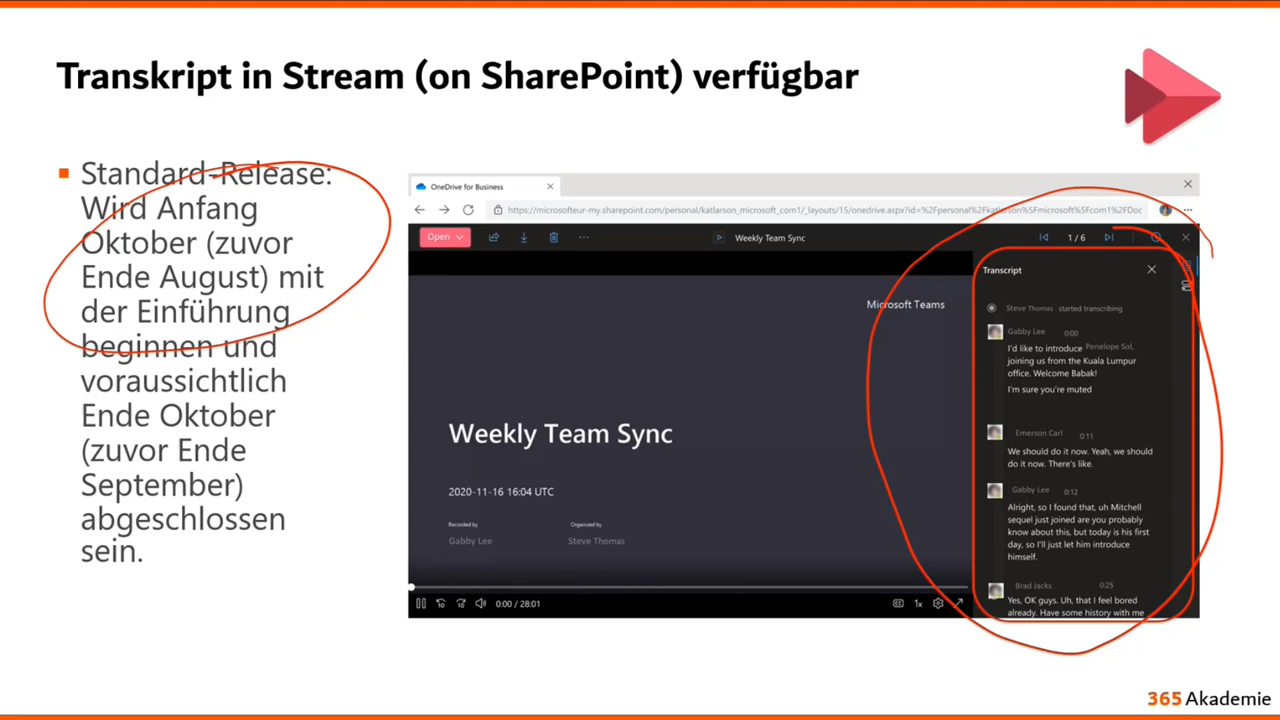 Transkript in Stream (on SharePoint) verfügbar
Standard-Release:
Wird Anfang
Oktober (zuvor
Ende August) mit
der Einführung
beginnen und
voraussichtlich
Ende Oktober
(zuvor Ende
September)
abgeschlossen
sein.
OneDrive for Business
https://microsofteur-my.sharepoint.com/personal/katlarson_microsoft_com1/_layouts/15/onedrive.aspx?id=%2Fpersonal%2Fkatlarson%5Fmicrosoft%5Fcom1%2FDoc
Open
Weekly Team Sync
1 / 6
Microsoft Teams
Weekly Team Sync
2020-11-16 16:04 UTC
Recorded by
Organized by
Gabby Lee
Steve Thomas
10
10
0:00 / 28:01
CC
1x
Transcript
Steve Thomas started transcribing
Gabby Lee 0:00
I'd like to introduce Penelope Sol,
joining us from the Kuala Lumpur
office. Welcome Babak!
I'm sure you're muted
Emerson Carl 0:11
We should do it now. Yeah, we should
do it now. There's like.
Gabby Lee 0:12
Alright, so I found that, uh Mitchell
sequel just joined are you probably
know about this, but today is his first
day, so I'll just let him introduce
himself.
Brad Jacks 0:25
Yes, OK guys. Uh, that I feel bored
already. Have some history with me
365 Akademie